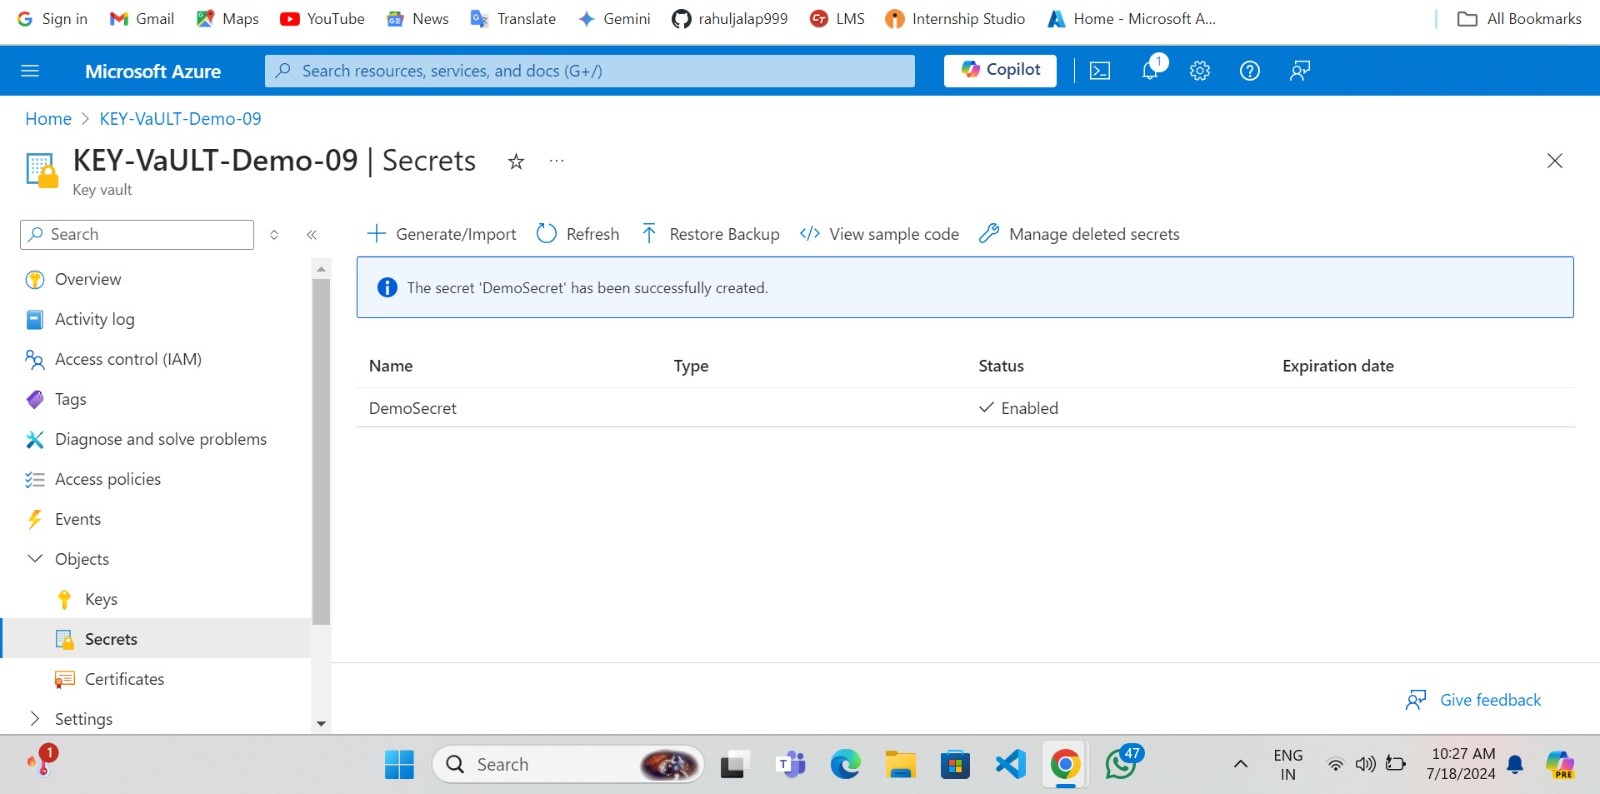 Sign in Gmail Maps YouTube News Translate Gemini rahuljalap999 LMS Internship Studio Home - Microsoft A... All Bookmarks
Microsoft Azure Search resources, services, and docs (G+/) Copilot 1
Home > KEY-VaULT-Demo-09
KEY-VaULT-Demo-09 | Secrets
Key vault
Search
Generate/Import Refresh Restore Backup View sample code Manage deleted secrets
The secret 'DemoSecret' has been successfully created.
Name Type Status Expiration date
DemoSecret Enabled
Overview
Activity log
Access control (IAM)
Tags
Diagnose and solve problems
Access policies
Events
Objects
Keys
Secrets
Certificates
Settings
Give feedback
1 Search 47 ENG 10:27 AM
IN 7/18/2024 PRE